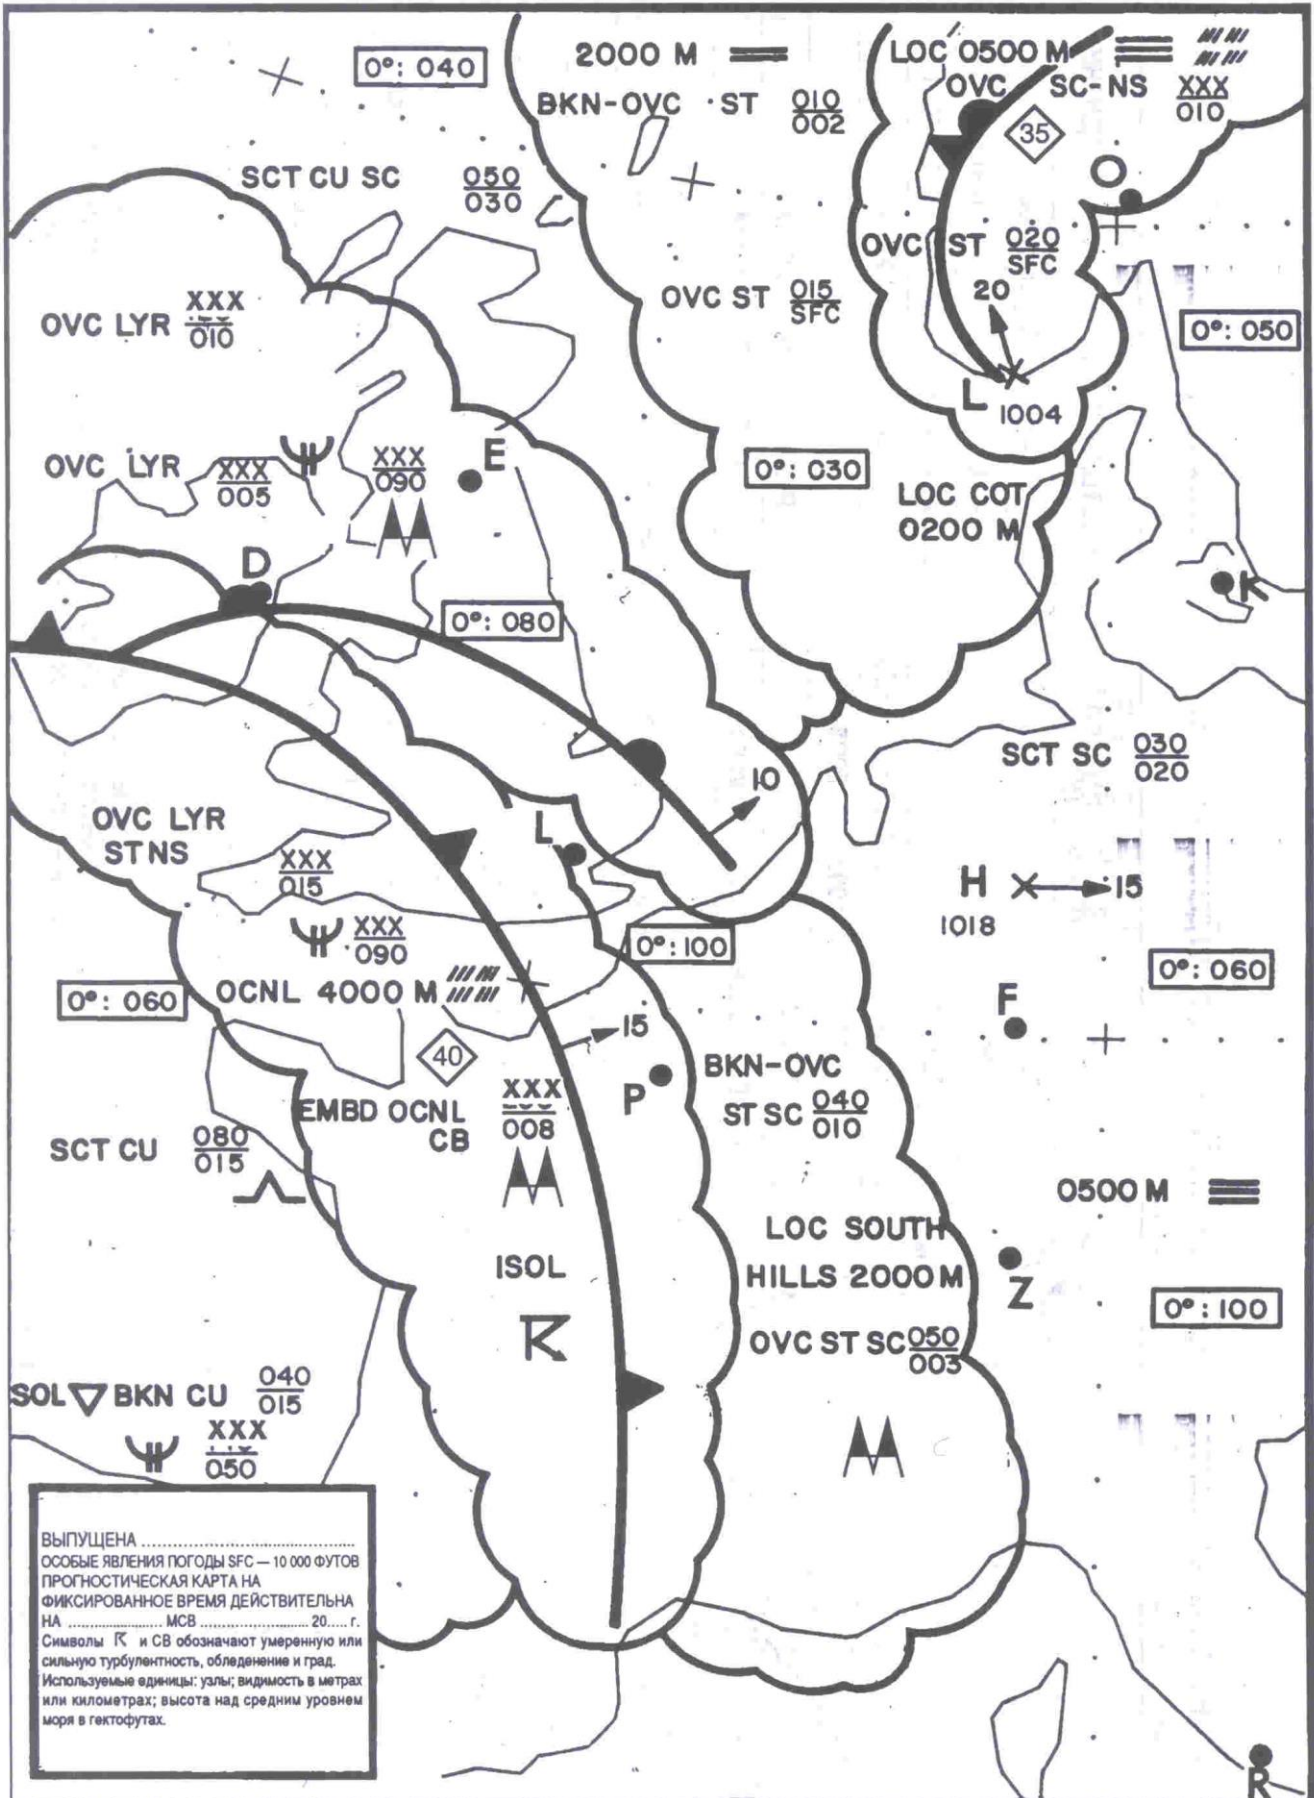 0°: 040
2000 M
BKN-OVC ST 010
002
LOC 0500 M
OVC SC-NS XXX
010
35
SCT CU SC 050
030
O
OVC ST 020
SFC
20
OVC ST 015
SFC
OVC LYR XXX
010
0°: 050
L 1004
OVC LYR XXX
005
XXX
090
E
0°: 030
LOC COT
0200 M
D
K
0°: 080
SCT SC 030
020
10
OVC LYR
ST NS
XXX
015
L
H 15
1018
XXX
090
0°: 100
0°: 060
0°: 060
OCNL 4000 M
F
15
40
BKN-OVC
ST SC 040
010
P
EMBD OCNL
CB
XXX
008
SCT CU 080
015
0500 M
LOC SOUTH
HILLS 2000 M
ISOL
Z
0°: 100
OVC ST SC 050
003
SOL BKN CU 040
015
XXX
050
ВЫПУЩЕНА ........................................
ОСОБЫЕ ЯВЛЕНИЯ ПОГОДЫ SFC — 10 000 ФУТОВ
ПРОГНОСТИЧЕСКАЯ КАРТА НА
ФИКСИРОВАННОЕ ВРЕМЯ ДЕЙСТВИТЕЛЬНА
НА .................. МСВ ..................... 20..... г.
Символы и СВ обозначают умеренную или
сильную турбулентность, обледенение и град.
Используемые единицы: узлы; видимость в метрах
или километрах; высота над средним уровнем
моря в гектофутах.
R